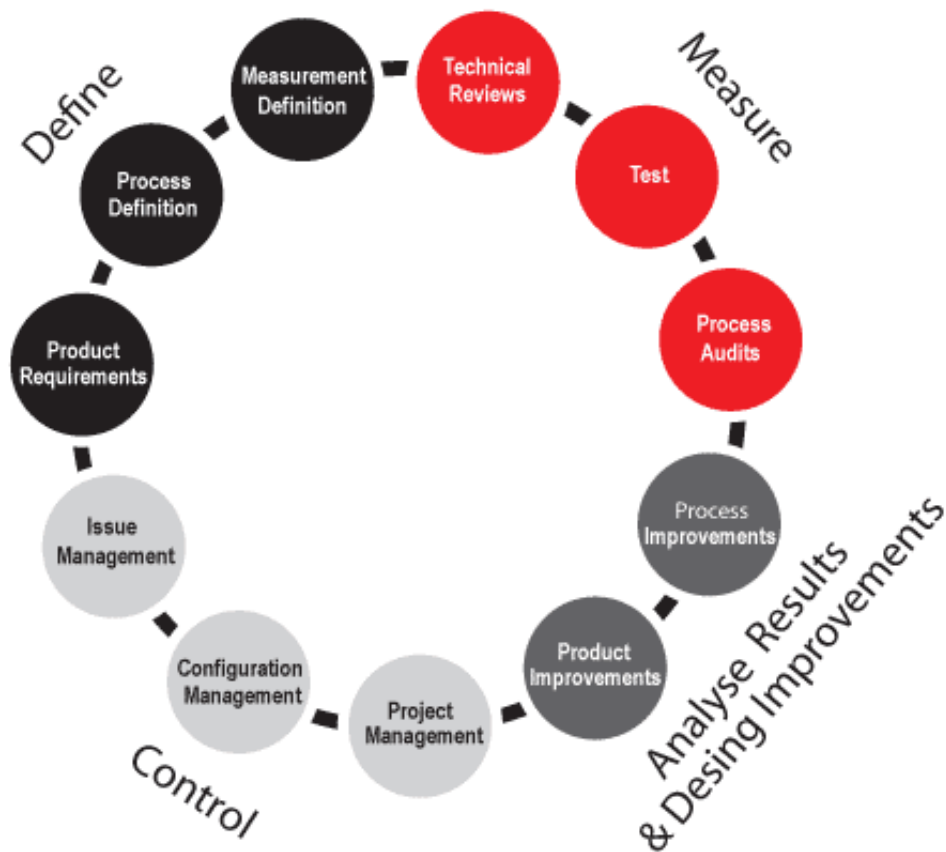 Define
Measurement
Definition
Technical
Reviews
Measure
Process
Definition
Test
Product
Requirements
Process
Audits
Issue
Management
Process
Improvements
Configuration
Management
Project
Management
Product
Improvements
Control
Analyse Results
& Desing Improvements